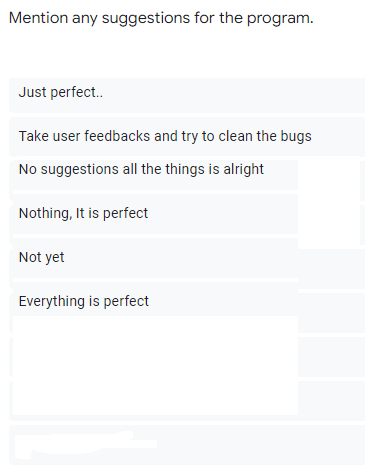 Mention any suggestions for the program.
Just perfect..
Take user feedbacks and try to clean the bugs
No suggestions all the things is alright
Nothing, It is perfect
Not yet
Everything is perfect